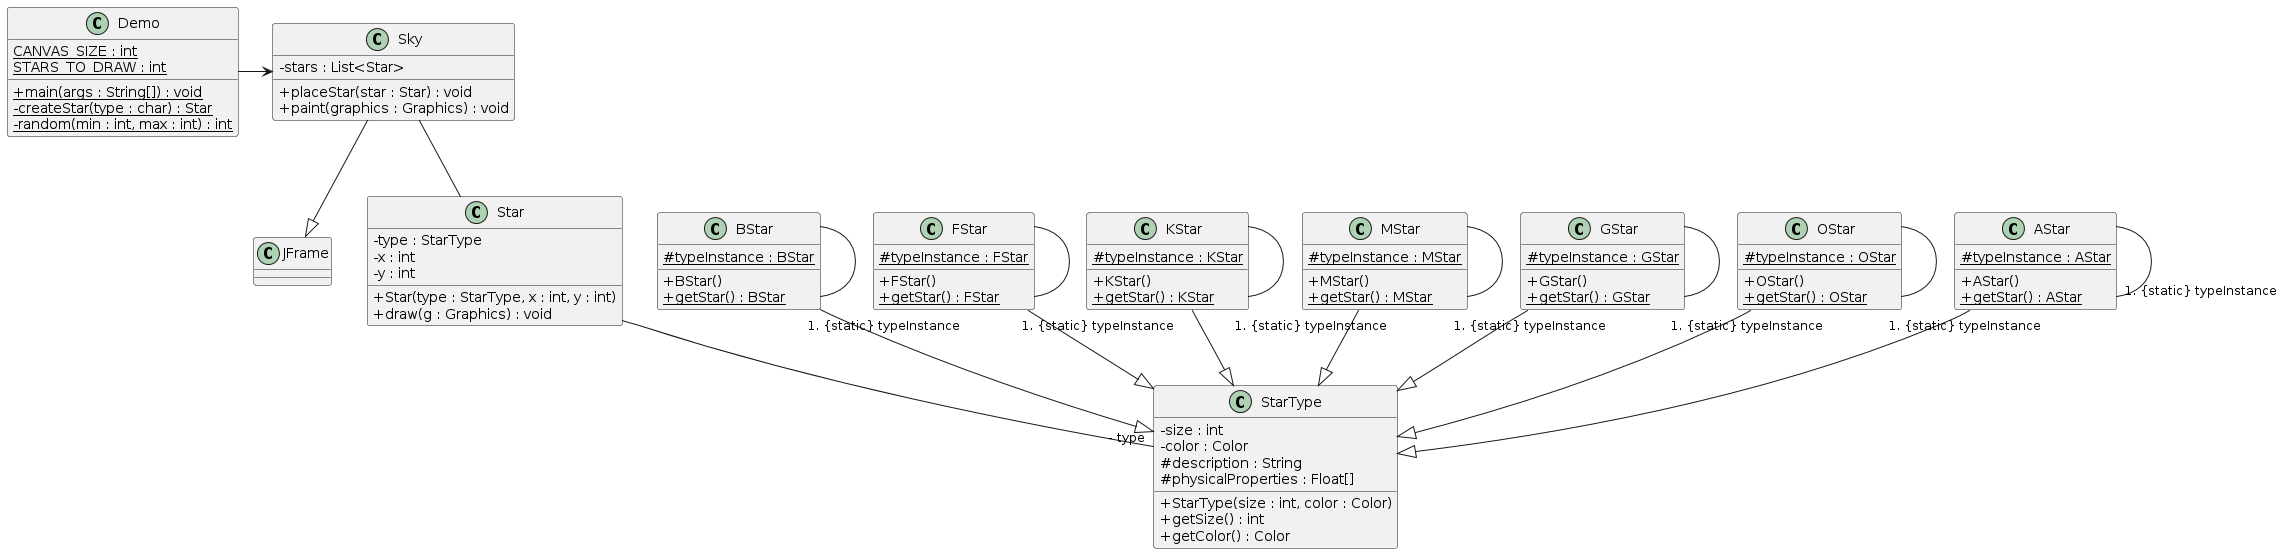 Demo
CANVAS_SIZE : int
STARS_TO_DRAW : int
+main(args : String[]) : void
-createStar(type : char) : Star
-random(min : int, max : int) : int
Sky
-stars : List<Star>
+placeStar(star : Star) : void
+paint(graphics : Graphics) : void
JFrame
Star
-type : StarType
-x : int
-y : int
+Star(type : StarType, x : int, y : int)
+draw(g : Graphics) : void
BStar
#typeInstance : BStar
+BStar()
+getStar() : BStar
1. {static} typeInstance
FStar
#typeInstance : FStar
+FStar()
+getStar() : FStar
1. {static} typeInstance
KStar
#typeInstance : KStar
+KStar()
+getStar() : KStar
1. {static} typeInstance
MStar
#typeInstance : MStar
+MStar()
+getStar() : MStar
1. {static} typeInstance
GStar
#typeInstance : GStar
+GStar()
+getStar() : GStar
1. {static} typeInstance
OStar
#typeInstance : OStar
+OStar()
+getStar() : OStar
1. {static} typeInstance
AStar
#typeInstance : AStar
+AStar()
+getStar() : AStar
1. {static} typeInstance
- type
StarType
-size : int
-color : Color
#description : String
#physicalProperties : Float[]
+StarType(size : int, color : Color)
+getSize() : int
+getColor() : Color